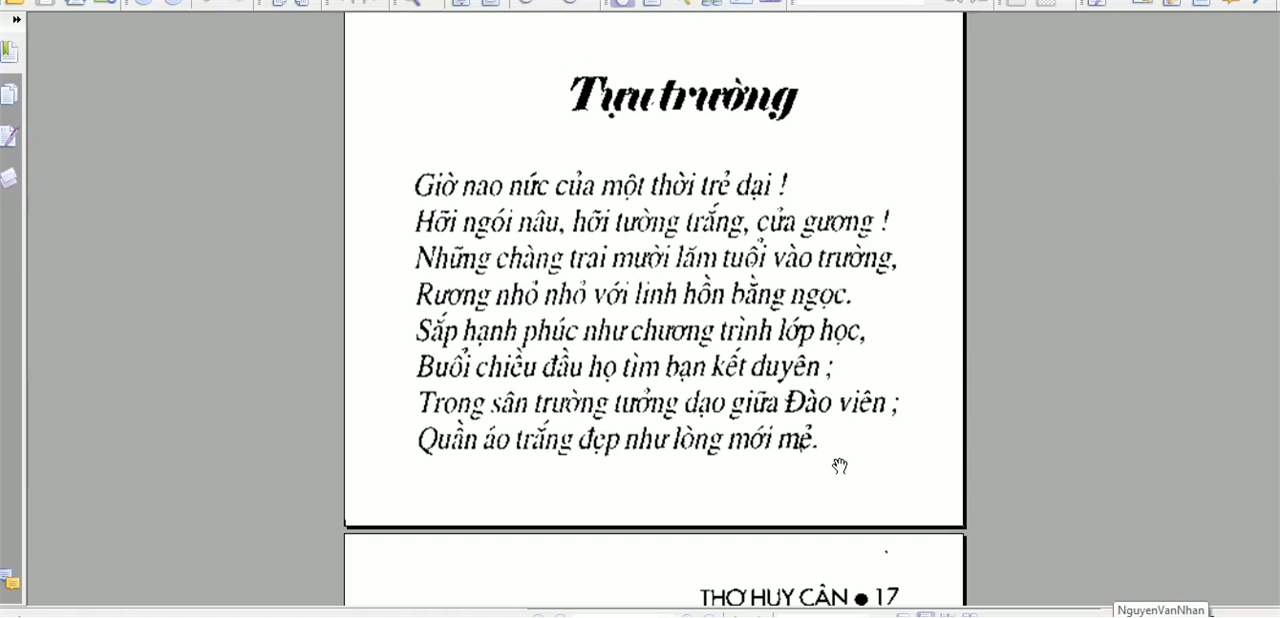 Tựu trường
Giờ nao nức của một thời trẻ dại !
Hỡi ngói nâu, hỡi tường trắng, cửa gương !
Những chàng trai mười lăm tuổi vào trường,
Rương nhỏ nhỏ với linh hồn bằng ngọc.
Sắp hạnh phúc như chương trình lớp học,
Buổi chiều đầu họ tìm bạn kết duyên ;
Trong sân trường tưởng dạo giữa Đào viên ;
Quần áo trắng đẹp như lòng mới mẻ.
THƠ HUY CẬN ● 17
NguyenVanNhan